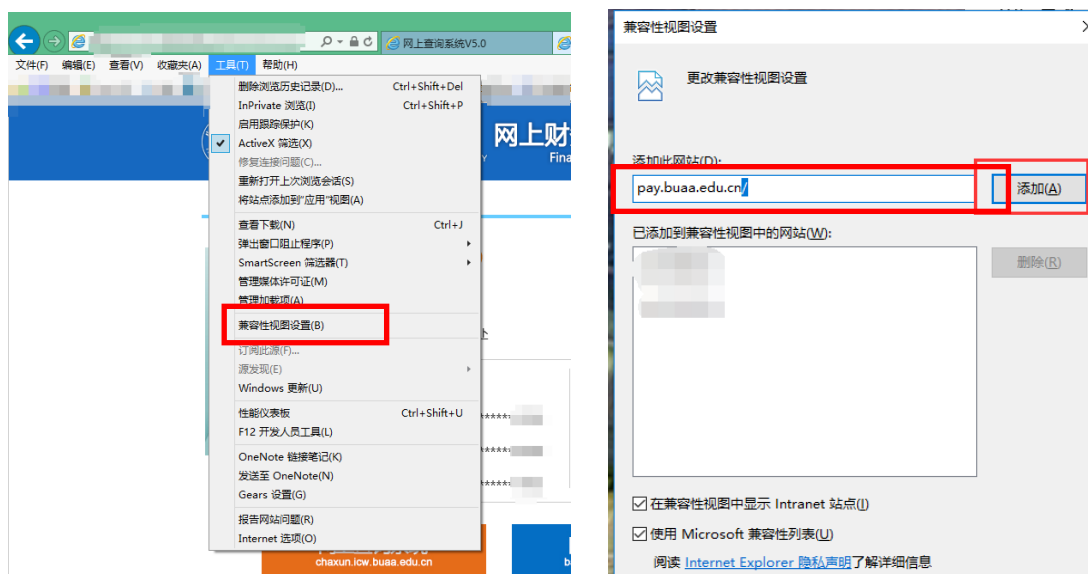 网上查询系统V5.0
文件(F) 编辑(E) 查看(V) 收藏夹(A) 工具(T) 帮助(H)
删除浏览历史记录(D)... Ctrl+Shift+Del
InPrivate 浏览(I) Ctrl+Shift+P
启用跟踪保护(K)
ActiveX 筛选(X)
修复连接问题(C)...
重新打开上次浏览会话(S)
将站点添加到"应用"视图(A)
查看下载(N) Ctrl+J
弹出窗口阻止程序(P)
SmartScreen 筛选器(T)
管理媒体许可证(M)
管理加载项(A)
兼容性视图设置(B)
订阅此源(F)...
源发现(E)
Windows 更新(U)
性能仪表板 Ctrl+Shift+U
F12 开发人员工具(L)
OneNote 链接笔记(K)
发送至 OneNote(N)
Gears 设置(G)
报告网站问题(R)
Internet 选项(O)
网上财
Fina
chaxun.icw.buaa.edu.cn
兼容性视图设置
更改兼容性视图设置
添加此网站(D):
pay.buaa.edu.cn/
添加(A)
已添加到兼容性视图中的网站(W):
删除(R)
在兼容性视图中显示 Intranet 站点(I)
使用 Microsoft 兼容性列表(U)
阅读 Internet Explorer 隐私声明了解详细信息